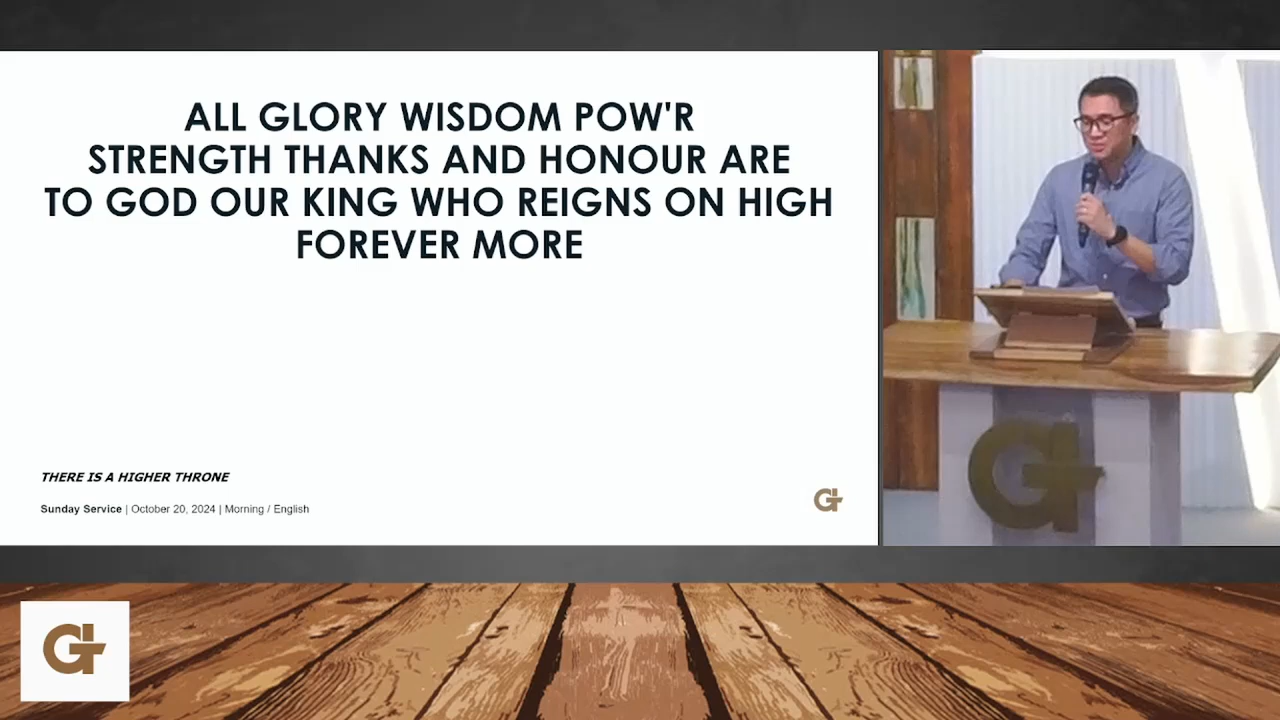 ALL GLORY WISDOM POW'R
STRENGTH THANKS AND HONOUR ARE
TO GOD OUR KING WHO REIGNS ON HIGH
FOREVER MORE
THERE IS A HIGHER THRONE
Sunday Service | October 20, 2024 | Morning / English